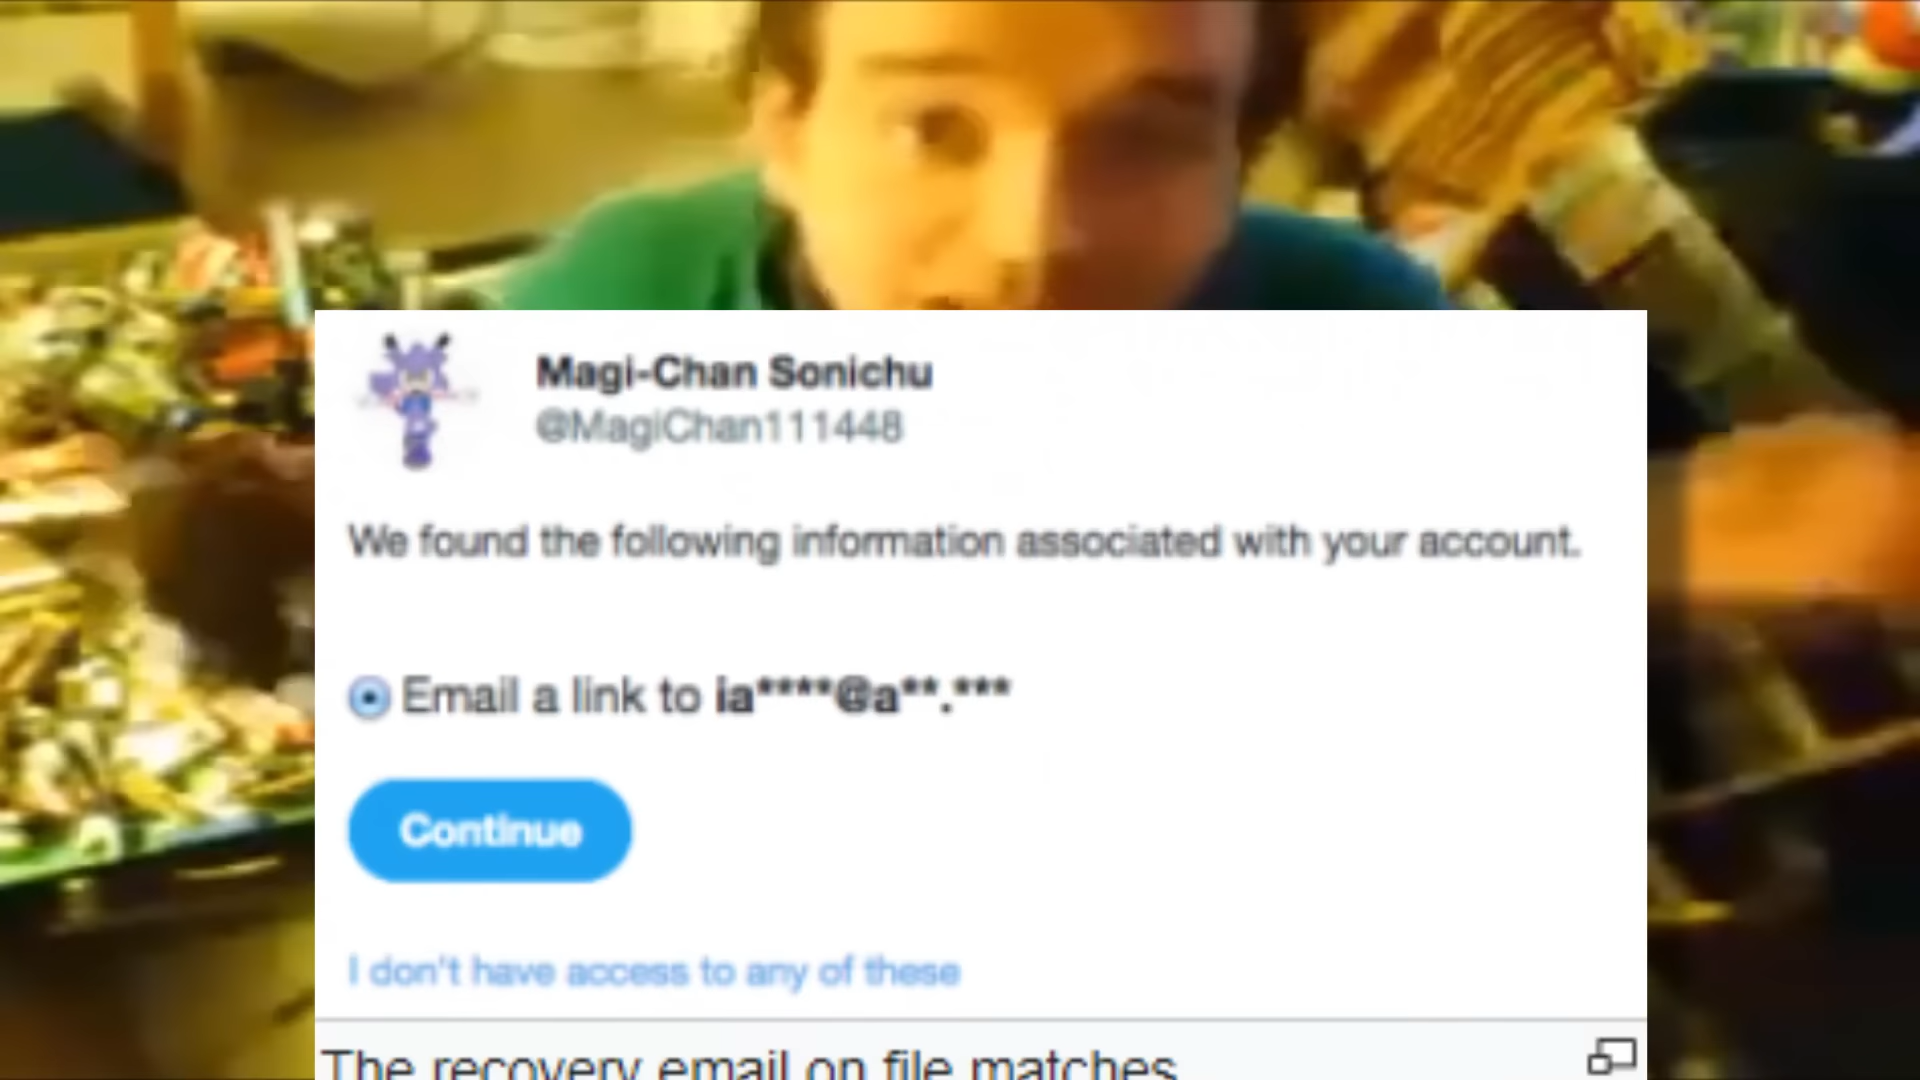 Magi-Chan Sonichu
@MagiChan111448
We found the following information associated with your account.
Email a link to ia****@a**.***
Continue
I don't have access to any of these
The recovery email on file matches